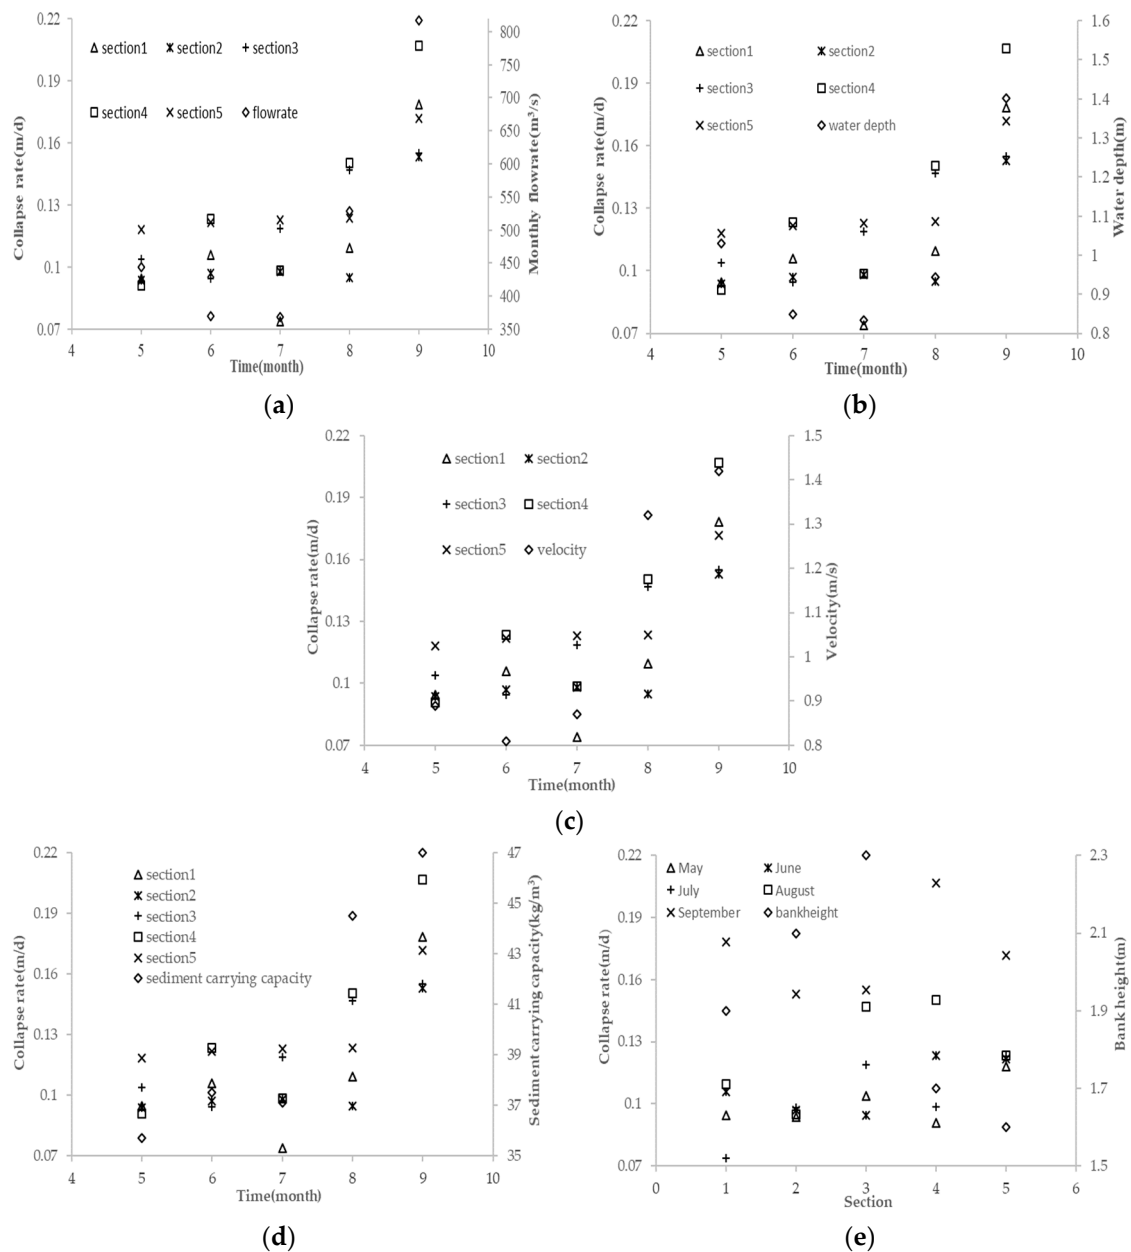 0.22
0.19
0.16
0.13
0.1
0.07
Collapse rate(m/d)
section1
section2
section3
section4
section5
flowrate
800
750
700
650
600
550
500
450
400
350
Monthly flowrate(m³/s)
4
5
6
7
8
9
10
Time(month)
(a)
0.22
0.19
0.16
0.13
0.1
0.07
Collapse rate(m/d)
section1
section2
section3
section4
section5
water depth
1.6
1.5
1.4
1.3
1.2
1.1
1
0.9
0.8
Water depth(m)
4
5
6
7
8
9
10
Time(month)
(b)
0.22
0.19
0.16
0.13
0.1
0.07
Collapse rate(m/d)
section1
section2
section3
section4
section5
velocity
1.5
1.4
1.3
1.2
1.1
1
0.9
0.8
Velocity(m/s)
4
5
6
7
8
9
10
Time(month)
(c)
0.22
0.19
0.16
0.13
0.1
0.07
Collapse rate(m/d)
section1
section2
section3
section4
section5
sediment carrying capacity
47
45
43
41
39
37
35
Sediment carrying capacity(kg/m³)
4
5
6
7
8
9
10
Time(month)
(d)
0.22
0.19
0.16
0.13
0.1
0.07
Collapse rate(m/d)
May
June
July
August
September
bankheight
2.3
2.1
1.9
1.7
1.5
Bank height(m)
0
1
2
3
4
5
6
Section
(e)